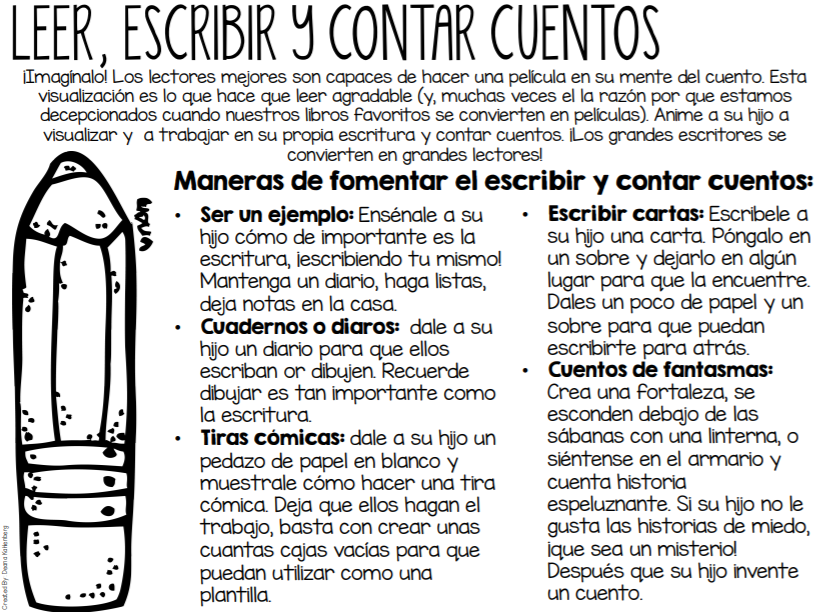 LEER, ESCRIBIR Y CONTAR CUENTOS
¡Imagínalo! Los lectores mejores son capaces de hacer una película en su mente del cuento. Esta
visualización es lo que hace que leer agradable (y, muchas veces el la razón por que estamos
decepcionados cuando nuestros libros favoritos se convierten en películas). Anime a su hijo a
visualizar y a trabajar en su propia escritura y contar cuentos. ¡Los grandes escritores se
convierten en grandes lectores!
Maneras de fomentar el escribir y contar cuentos:
• Ser un ejemplo: Ensénale a su
hijo cómo de importante es la
escritura, ¡escribiendo tu mismo!
Mantenga un diario, haga listas,
deja notas en la casa.
• Cuadernos o diaros: dale a su
hijo un diario para que ellos
escriban or dibujen. Recuerde
dibujar es tan importante como
la escritura.
• Tiras cómicas: dale a su hijo un
pedazo de papel en blanco y
muestrale cómo hacer una tira
cómica. Deja que ellos hagan el
trabajo, basta con crear unas
cuantas cajas vacías para que
puedan utilizar como una
plantilla.
• Escribir cartas: Escribele a
su hijo una carta. Póngalo en
un sobre y dejarlo en algún
lugar para que la encuentre.
Dales un poco de papel y un
sobre para que puedan
escribirte para atrás.
• Cuentos de fantasmas:
Crea una fortaleza, se
esconden debajo de las
sábanas con una linterna, o
siéntense en el armario y
cuenta historia
espeluznante. Si su hijo no le
gusta las historias de miedo,
¡que sea un misterio!
Después que su hijo invente
un cuento.